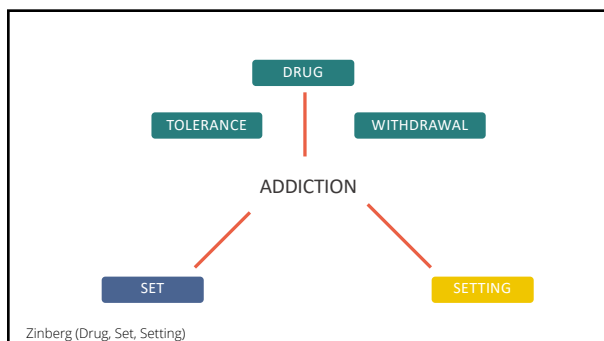 DRUG
TOLERANCE
WITHDRAWAL
ADDICTION
SET
SETTING
Zinberg (Drug, Set, Setting)